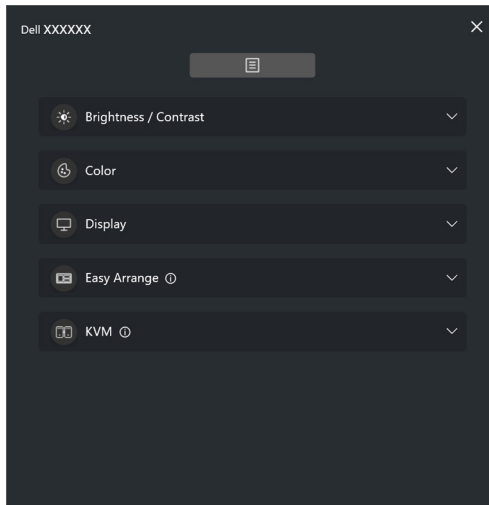 Dell XXXXXX
Brightness / Contrast
Color
Display
Easy Arrange
KVM